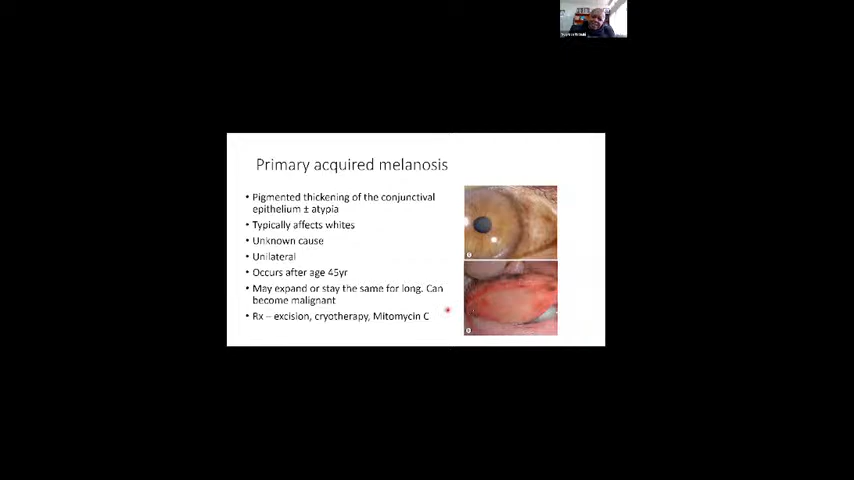 Primary acquired melanosis
• Pigmented thickening of the conjunctival
epithelium ± atypia
• Typically affects whites
• Unknown cause
• Unilateral
• Occurs after age 45yr
• May expand or stay the same for long. Can
become malignant
• Rx – excision, cryotherapy, Mitomycin C